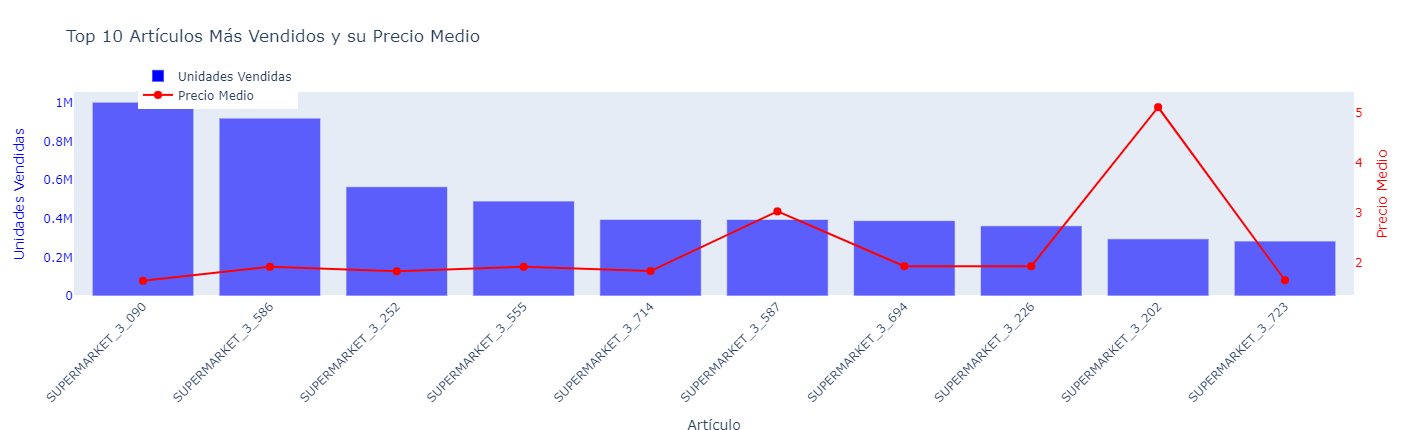 Top 10 Artículos Más Vendidos y su Precio Medio
Unidades Vendidas
Precio Medio
Unidades Vendidas
1M
0.8M
0.6M
0.4M
0.2M
0
5
4
3
2
Precio Medio
SUPERMARKET_3_090
SUPERMARKET_3_586
SUPERMARKET_3_252
SUPERMARKET_3_555
SUPERMARKET_3_714
SUPERMARKET_3_587
SUPERMARKET_3_694
SUPERMARKET_3_226
SUPERMARKET_3_202
SUPERMARKET_3_723
Artículo